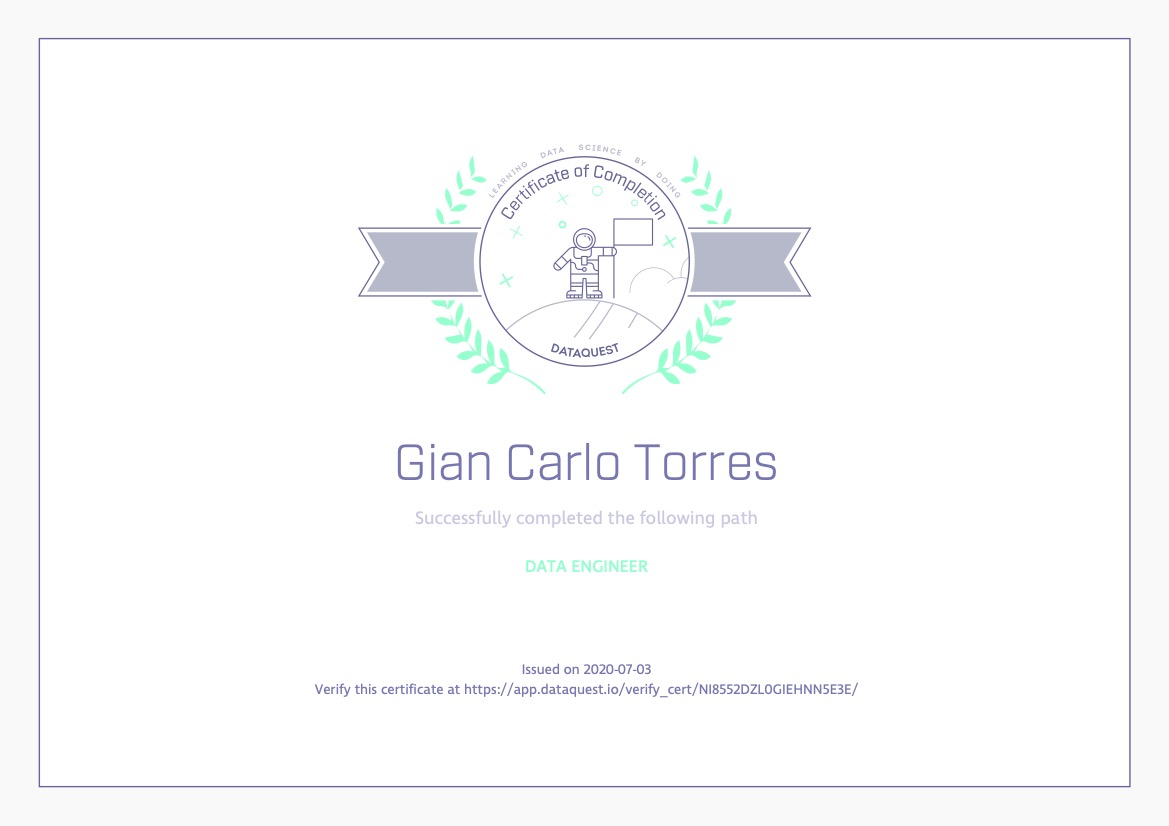 LEARNING DATA SCIENCE BY DOING
Certificate of Completion
DATAQUEST
Gian Carlo Torres
Successfully completed the following path
DATA ENGINEER
Issued on 2020-07-03
Verify this certificate at https://app.dataquest.io/verify_cert/NI8552DZL0GIEHNN5E3E/